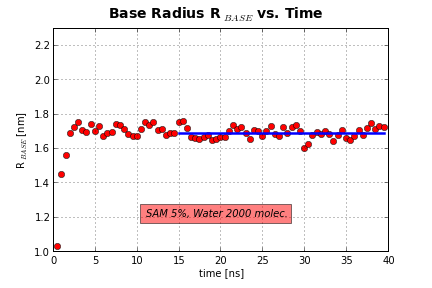 Base Radius R BASE vs. Time
R BASE [nm]
2.2
2.0
1.8
1.6
1.4
1.2
1.0
SAM 5%, Water 2000 molec.
0 5 10 15 20 25 30 35 40
time [ns]